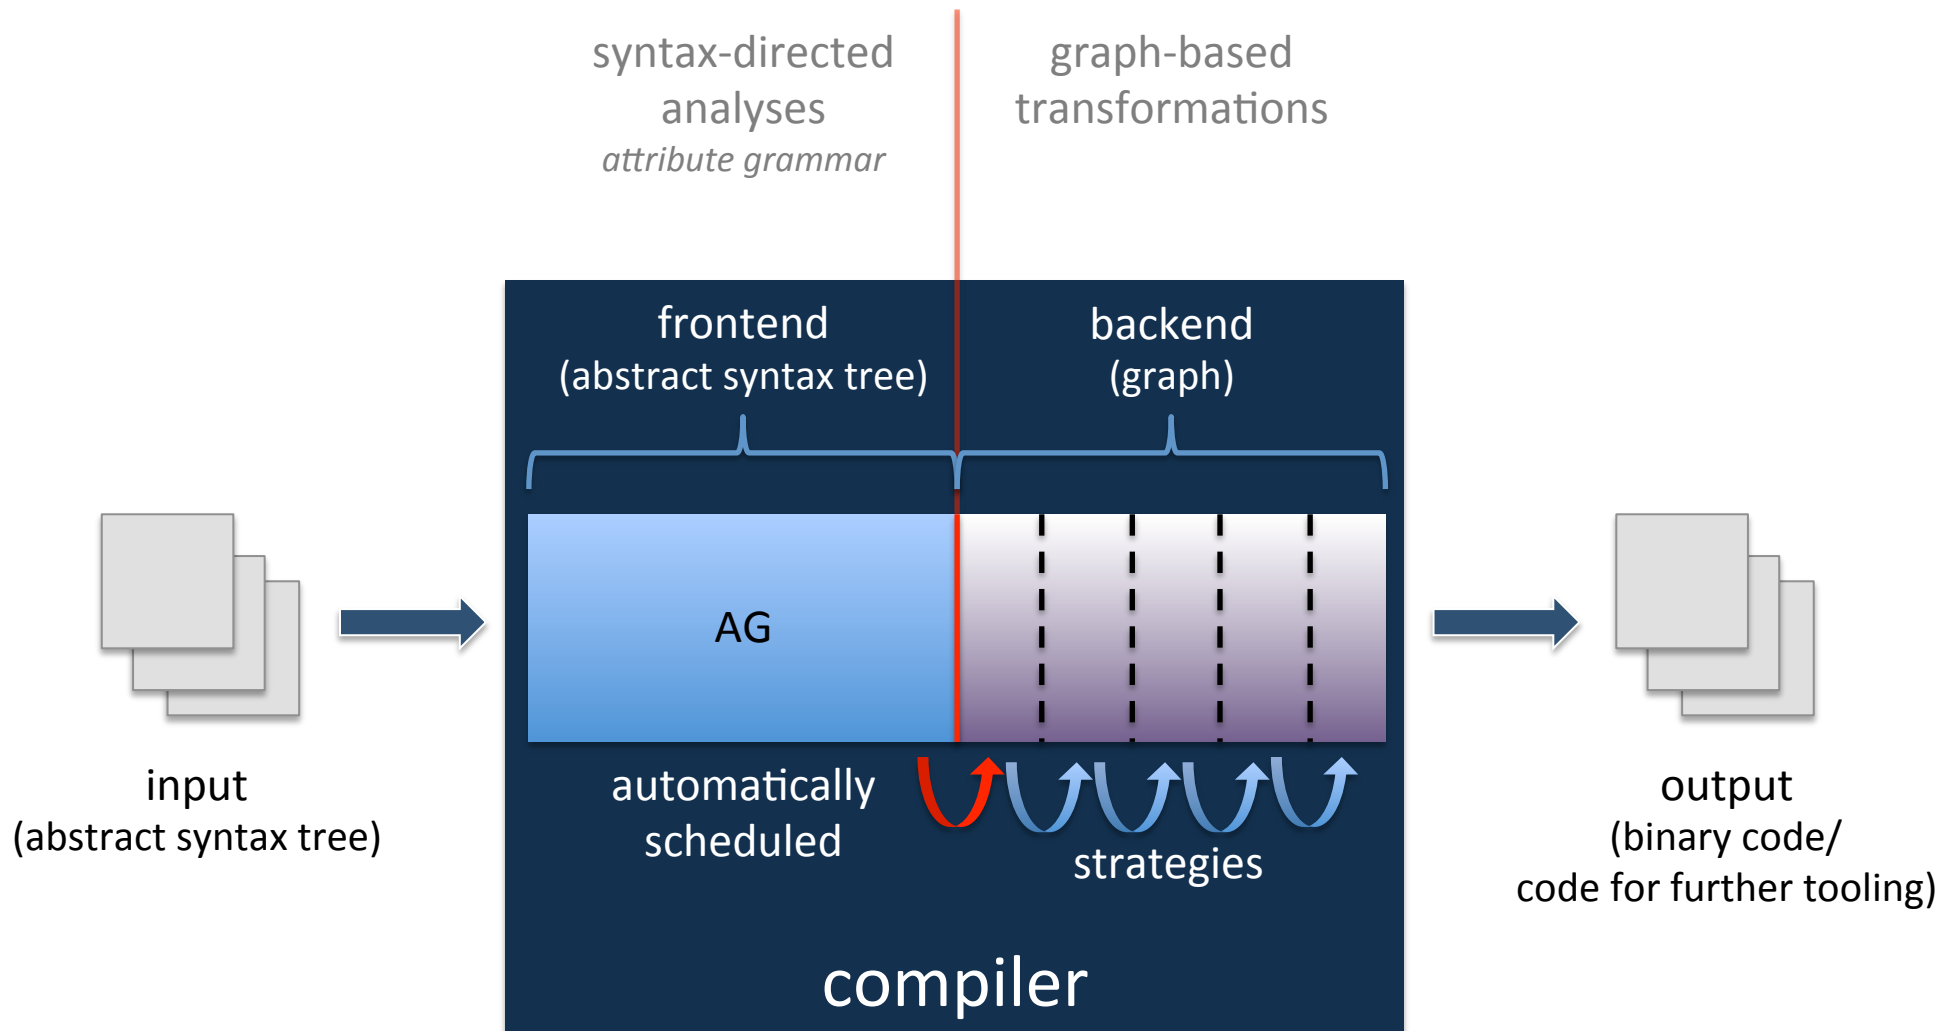 syntax-directed
analyses
attribute grammar
graph-based
transformations
frontend
(abstract syntax tree)
backend
(graph)
AG
automatically
scheduled
strategies
input
(abstract syntax tree)
output
(binary code/
code for further tooling)
compiler